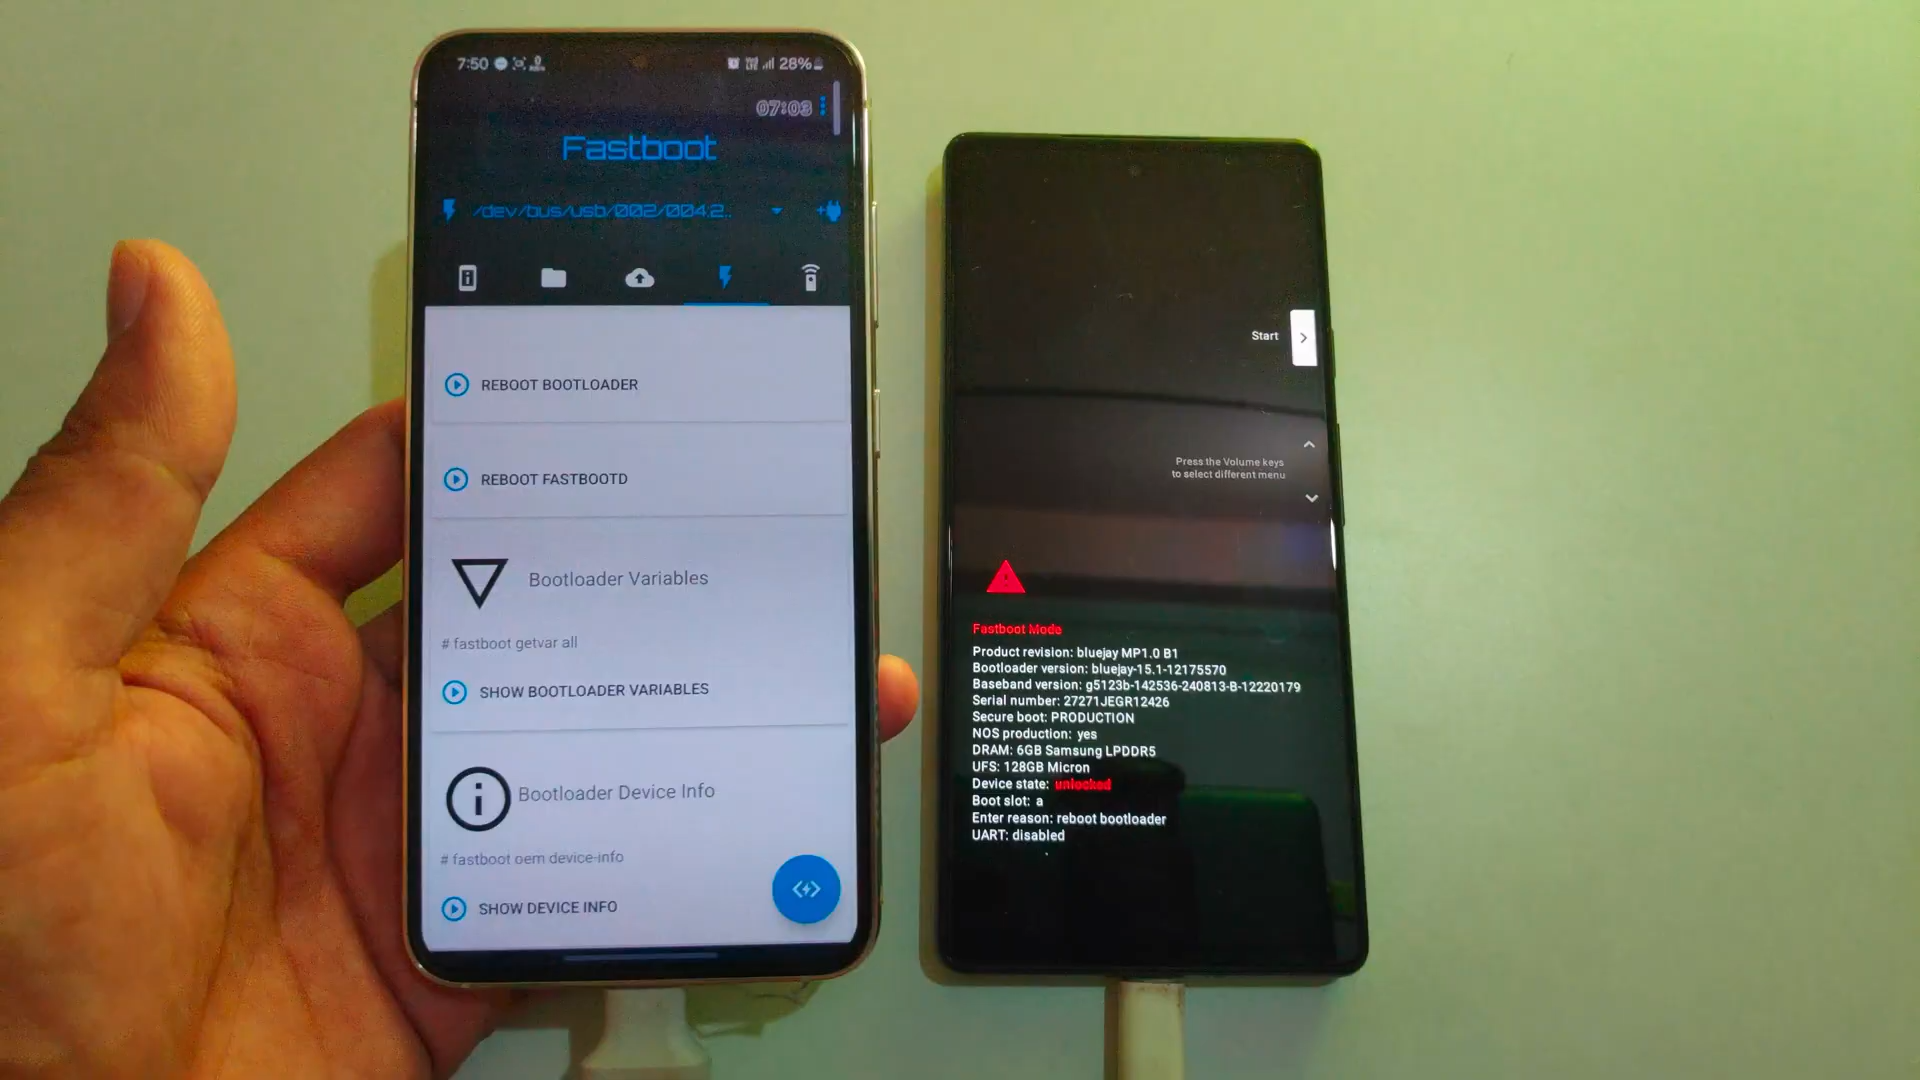 7:50
28%
07:03
Fastboot
/dev/bus/usb/002/004:2..
REBOOT BOOTLOADER
REBOOT FASTBOOTD
Bootloader Variables
# fastboot getvar all
SHOW BOOTLOADER VARIABLES
Bootloader Device Info
# fastboot oem device-info
SHOW DEVICE INFO
Start
Press the Volume keys
to select different menu
Fastboot Mode
Product revision: bluejay MP1.0 B1
Bootloader version: bluejay-15.1-12175570
Baseband version: g5123b-142536-240813-B-12220179
Serial number: 27271JEGR12426
Secure boot: PRODUCTION
NOS production: yes
DRAM: 6GB Samsung LPDDR5
UFS: 128GB Micron
Device state: unlocked
Boot slot: a
Enter reason: reboot bootloader
UART: disabled